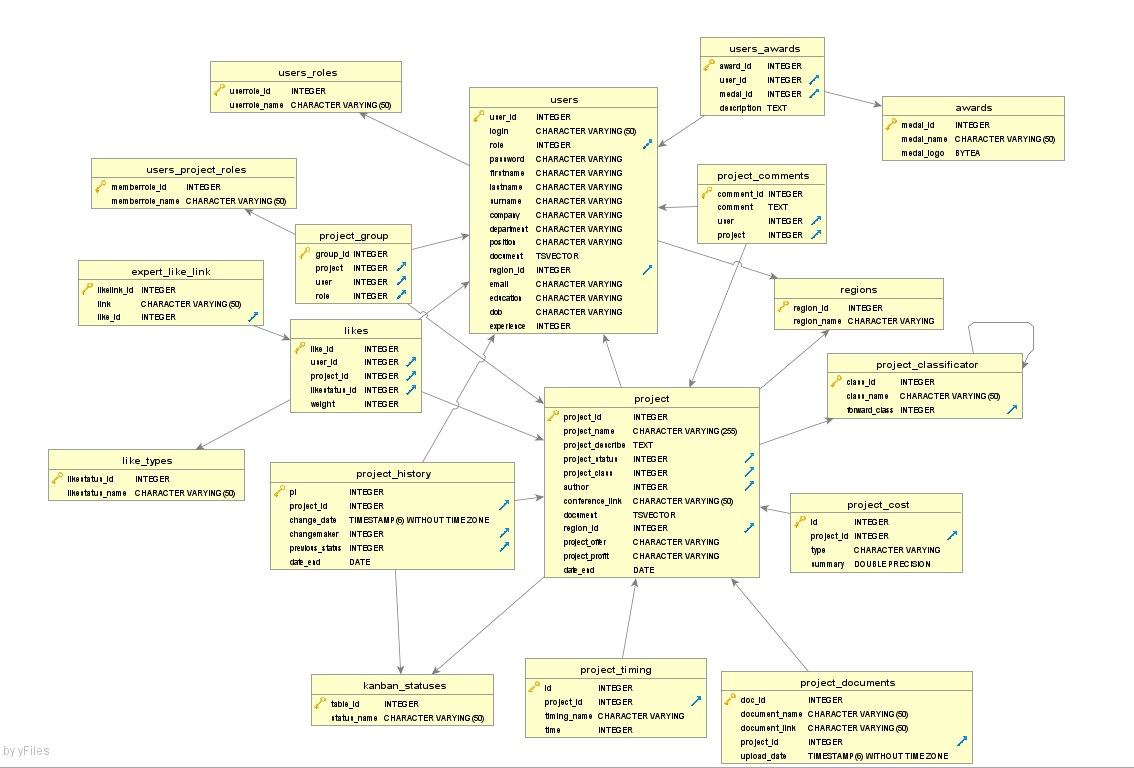 users_awards
award_id INTEGER
user_id INTEGER
medal_id INTEGER
description TEXT
users_roles
userrole_id INTEGER
userrole_name CHARACTER VARYING(50)
users
user_id INTEGER
login CHARACTER VARYING(50)
role INTEGER
password CHARACTER VARYING
firstname CHARACTER VARYING
lastname CHARACTER VARYING
surname CHARACTER VARYING
company CHARACTER VARYING
department CHARACTER VARYING
position CHARACTER VARYING
document TSVECTOR
region_id INTEGER
email CHARACTER VARYING
education CHARACTER VARYING
dob CHARACTER VARYING
experience INTEGER
awards
medal_id INTEGER
medal_name CHARACTER VARYING(50)
medal_logo BYTEA
users_project_roles
memberrole_id INTEGER
memberrole_name CHARACTER VARYING(50)
project_comments
comment_id INTEGER
comment TEXT
user INTEGER
project INTEGER
project_group
group_id INTEGER
project INTEGER
user INTEGER
role INTEGER
expert_like_link
likelink_id INTEGER
link CHARACTER VARYING(50)
like_id INTEGER
regions
region_id INTEGER
region_name CHARACTER VARYING
likes
like_id INTEGER
user_id INTEGER
project_id INTEGER
likestatus_id INTEGER
weight INTEGER
project_classificator
class_id INTEGER
class_name CHARACTER VARYING(50)
forward_class INTEGER
project
project_id INTEGER
project_name CHARACTER VARYING(255)
project_describe TEXT
project_status INTEGER
project_class INTEGER
author INTEGER
conference_link CHARACTER VARYING(50)
document TSVECTOR
region_id INTEGER
project_offer CHARACTER VARYING
project_profit CHARACTER VARYING
date_end DATE
like_types
likestatus_id INTEGER
likestatus_name CHARACTER VARYING(50)
project_history
pi INTEGER
project_id INTEGER
change_date TIMESTAMP(6) WITHOUT TIME ZONE
changemaker INTEGER
previous_status INTEGER
date_end DATE
project_cost
id INTEGER
project_id INTEGER
type CHARACTER VARYING
summary DOUBLE PRECISION
kanban_statuses
table_id INTEGER
status_name CHARACTER VARYING(50)
project_timing
id INTEGER
project_id INTEGER
timing_name CHARACTER VARYING
time INTEGER
project_documents
doc_id INTEGER
document_name CHARACTER VARYING(50)
document_link CHARACTER VARYING(50)
project_id INTEGER
upload_date TIMESTAMP(6) WITHOUT TIME ZONE
by yFiles